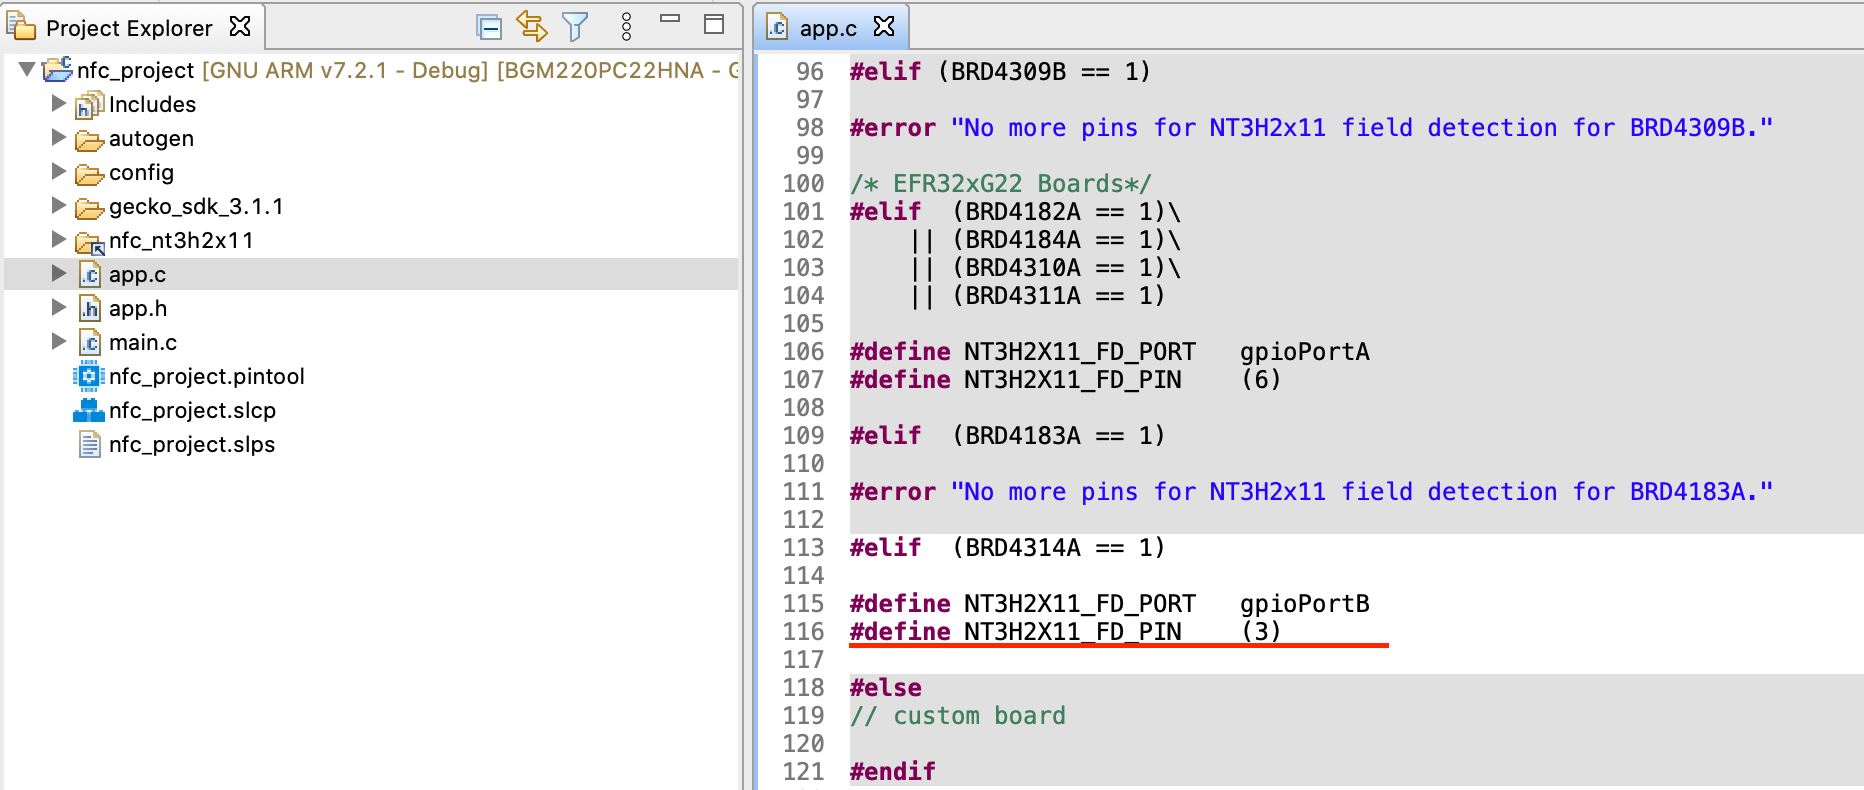 Project Explorer
nfc_project [GNU ARM v7.2.1 - Debug] [BGM220PC22HNA -
Includes
autogen
config
gecko_sdk_3.1.1
nfc_nt3h2x11
app.c
app.h
main.c
nfc_project.pintool
nfc_project.slcp
nfc_project.slps
app.c
96 #elif (BRD4309B == 1)
97
98 #error "No more pins for NT3H2x11 field detection for BRD4309B."
99
100 /* EFR32xG22 Boards*/
101 #elif  (BRD4182A == 1)\
102     || (BRD4184A == 1)\
103     || (BRD4310A == 1)\
104     || (BRD4311A == 1)
105
106 #define NT3H2X11_FD_PORT   gpioPortA
107 #define NT3H2X11_FD_PIN    (6)
108
109 #elif  (BRD4183A == 1)
110
111 #error "No more pins for NT3H2x11 field detection for BRD4183A."
112
113 #elif  (BRD4314A == 1)
114
115 #define NT3H2X11_FD_PORT   gpioPortB
116 #define NT3H2X11_FD_PIN    (3)
117
118 #else
119 // custom board
120
121 #endif